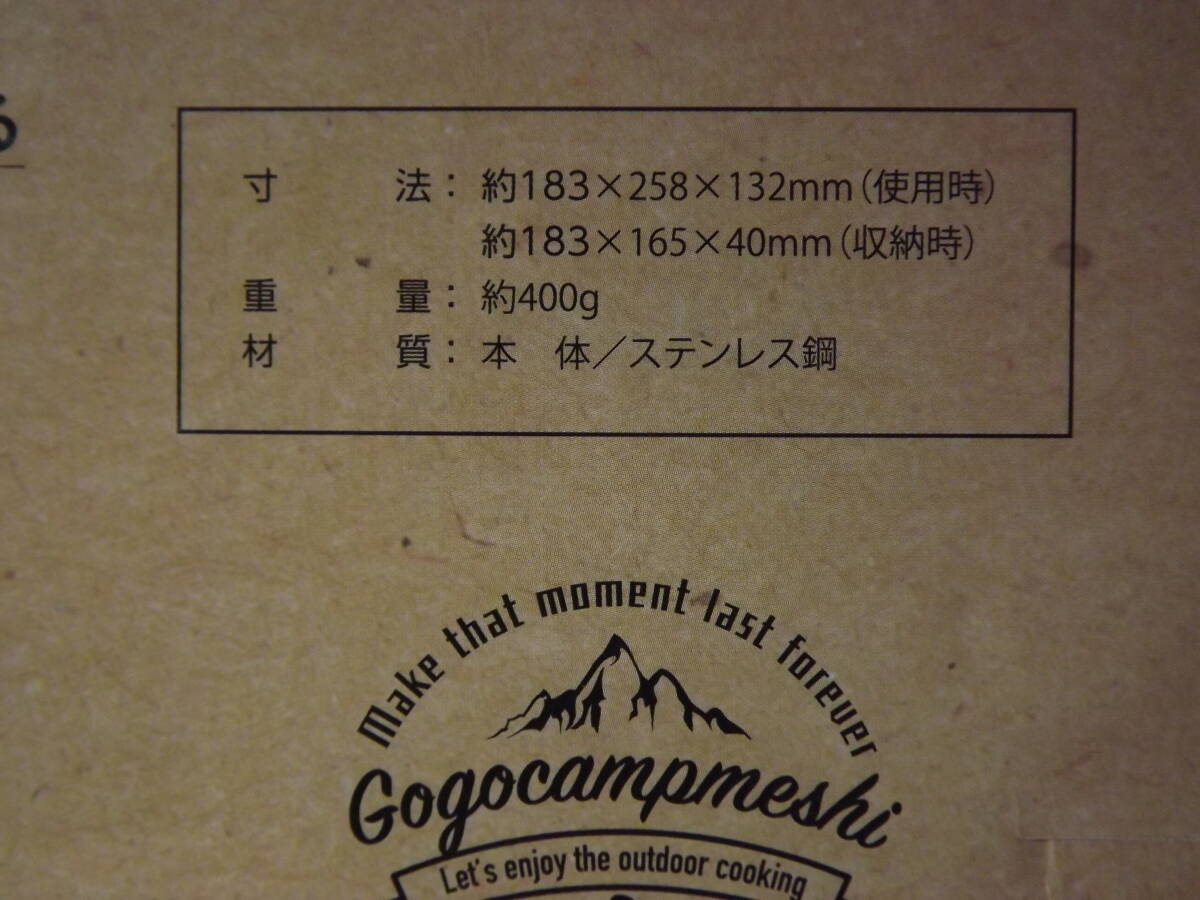 寸　法：約183×258×132mm（使用時）
約183×165×40mm（収納時）
重　量：約400g
材　質：本　体／ステンレス鋼
Make that moment last forever
Gogocampmeshi
Let's enjoy the outdoor cooking